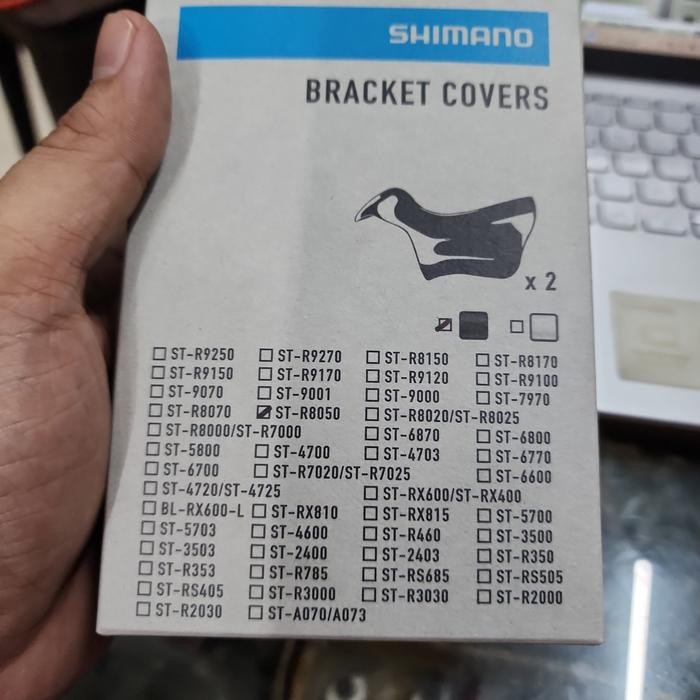 SHIMANO
BRACKET COVERS
x 2
ST-R9250 ST-R9270 ST-R8150 ST-R8170
ST-R9150 ST-R9170 ST-R9120 ST-R9100
ST-9070 ST-9001 ST-9000 ST-7970
ST-R8070 ST-R8050 ST-R8020/ST-R8025
ST-R8000/ST-R7000 ST-6870 ST-6800
ST-5800 ST-4700 ST-4703 ST-6770
ST-6700 ST-R7020/ST-R7025 ST-6600
ST-4720/ST-4725 ST-RX600/ST-RX400
BL-RX600-L ST-RX810 ST-RX815 ST-5700
ST-5703 ST-4600 ST-R460 ST-3500
ST-3503 ST-2400 ST-2403 ST-R350
ST-R353 ST-R785 ST-RS685 ST-RS505
ST-RS405 ST-R3000 ST-R3030 ST-R2000
ST-R2030 ST-A070/A073